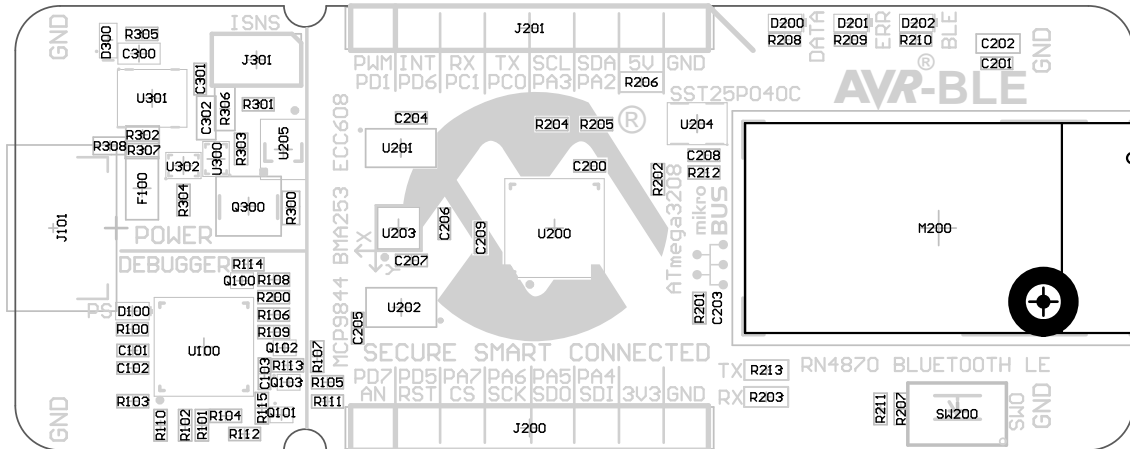 GND
D300
R305
C300
ISNS
J301
J201
D200
D201
D202
R208
DATA
R209
ERR
R210
BLE
C202
C201
GND
PWM INT RX TX SCL SDA 5V GND
PD1 PD6 PC1 PC0 PA3 PA2
R206
AVR-BLE®
U301
C301
C302
R306
R301
U205
SST25PO40C
ECC608
C204
U201
R204
R205
®
U204
R302
R307
R308
U302
U300
R303
C200
C208
R212
R202
ATmega3208
mikro
BUS
J101
F100
R304
Q300
R300
POWER
BMA253
X
Y
U203
C206
C209
C207
U200
M200
DEBUGGER
R114
Q100
R108
R200
PS
D100
R100
C101
C102
U100
R106
R109
Q102
R113
C103
Q103
R107
R105
R111
R103
R110
R102
R101
R104
R112
R115
Q101
MCP9844
C205
U202
R201
C203
SECURE SMART CONNECTED
PD7 PD5 PA7 PA6 PA5 PA4
AN RST CS SCK SDO SDI 3V3 GND
J200
TX
R213
RX
R203
RN4870 BLUETOOTH LE
R211
R207
SW200
SW0
GND
GND